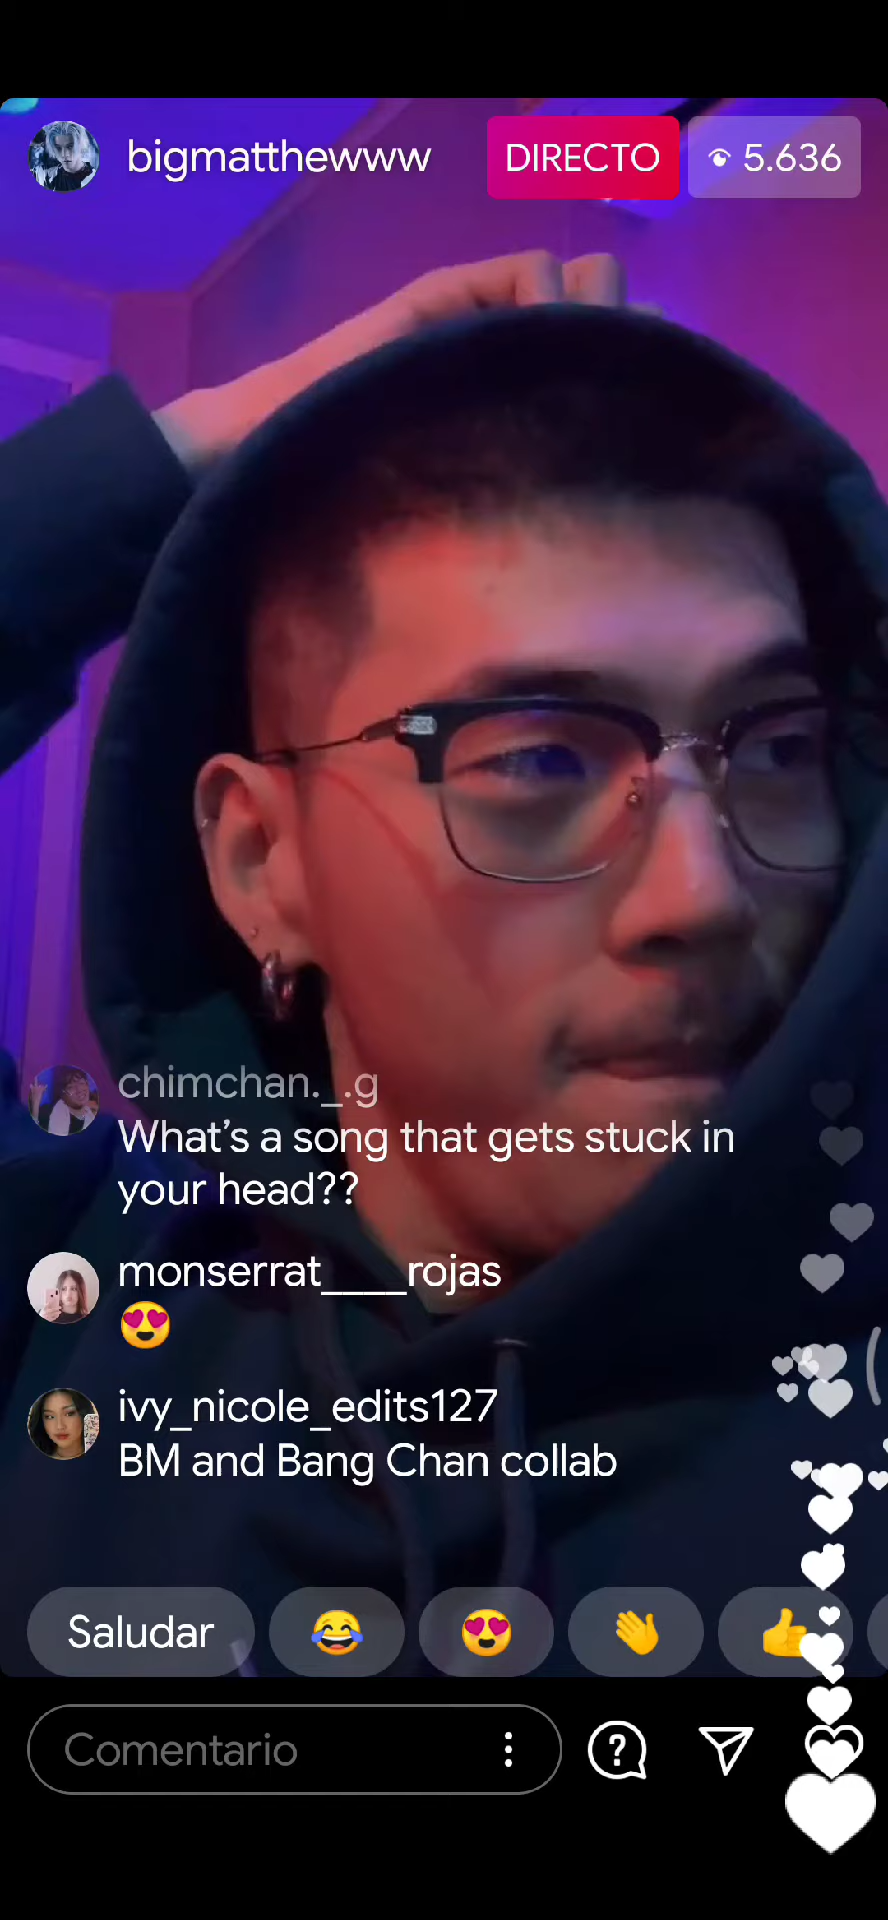 bigmatthewww
DIRECTO
5.636
chimchan._.g
What's a song that gets stuck in
your head??
monserrat____rojas
😍
ivy_nicole_edits127
BM and Bang Chan collab
Saludar
Comentario